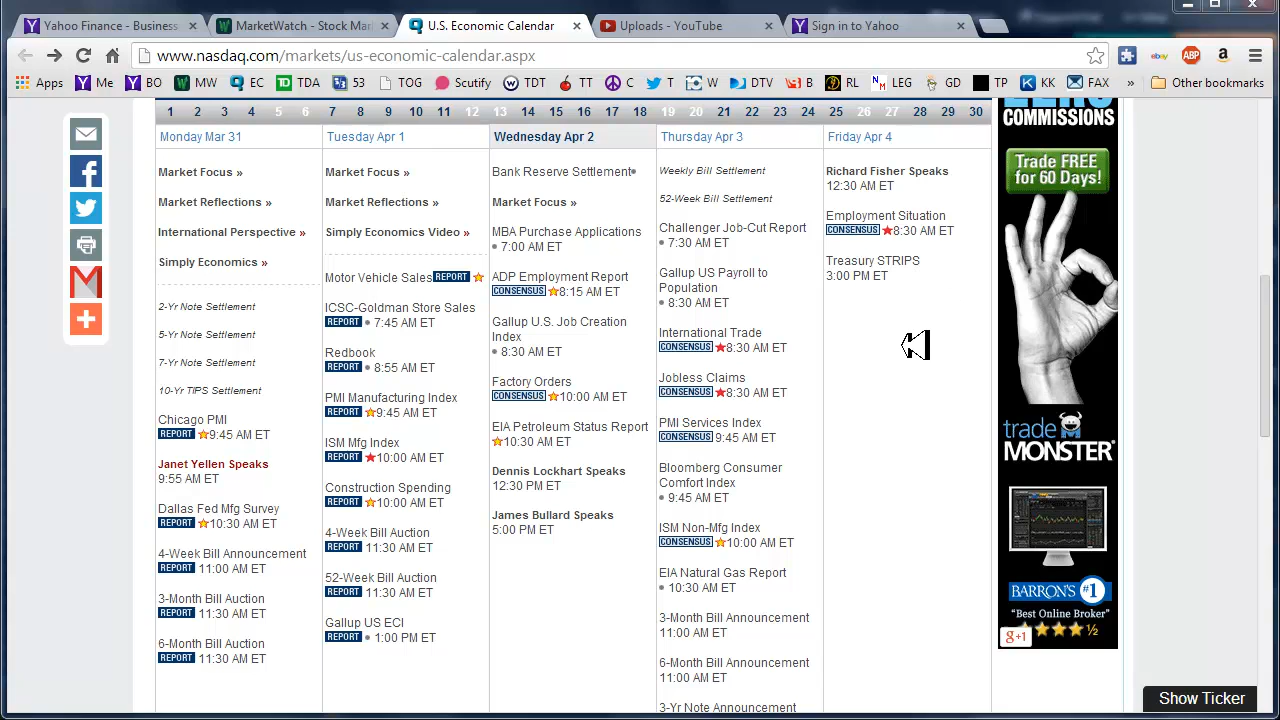 Yahoo Finance - Business
MarketWatch - Stock Mar
U.S. Economic Calendar
Uploads - YouTube
Sign in to Yahoo
www.nasdaq.com/markets/us-economic-calendar.aspx
Apps Me BO MW EC TDA 53 TOG Scutify TDT TT C T W DTV B RL LEG GD TP KK FAX » Other bookmarks
1 2 3 4 5 6 7 8 9 10 11 12 13 14 15 16 17 18 19 20 21 22 23 24 25 26 27 28 29 30
Monday Mar 31
Market Focus »
Market Reflections »
International Perspective »
Simply Economics »
2-Yr Note Settlement
5-Yr Note Settlement
7-Yr Note Settlement
10-Yr TIPS Settlement
Chicago PMI
REPORT 9:45 AM ET
Janet Yellen Speaks
9:55 AM ET
Dallas Fed Mfg Survey
REPORT 10:30 AM ET
4-Week Bill Announcement
REPORT 11:00 AM ET
3-Month Bill Auction
REPORT 11:30 AM ET
6-Month Bill Auction
REPORT 11:30 AM ET
Tuesday Apr 1
Market Focus »
Market Reflections »
Simply Economics Video »
Motor Vehicle Sales REPORT
ICSC-Goldman Store Sales
REPORT 7:45 AM ET
Redbook
REPORT 8:55 AM ET
PMI Manufacturing Index
REPORT 9:45 AM ET
ISM Mfg Index
REPORT 10:00 AM ET
Construction Spending
REPORT 10:00 AM ET
4-Week Bill Auction
REPORT 11:30 AM ET
52-Week Bill Auction
REPORT 11:30 AM ET
Gallup US ECI
REPORT 1:00 PM ET
Wednesday Apr 2
Bank Reserve Settlement
Market Focus »
MBA Purchase Applications
7:00 AM ET
ADP Employment Report
CONSENSUS 8:15 AM ET
Gallup U.S. Job Creation
Index
8:30 AM ET
Factory Orders
CONSENSUS 10:00 AM ET
EIA Petroleum Status Report
10:30 AM ET
Dennis Lockhart Speaks
12:30 PM ET
James Bullard Speaks
5:00 PM ET
Thursday Apr 3
Weekly Bill Settlement
52-Week Bill Settlement
Challenger Job-Cut Report
7:30 AM ET
Gallup US Payroll to
Population
8:30 AM ET
International Trade
CONSENSUS 8:30 AM ET
Jobless Claims
CONSENSUS 8:30 AM ET
PMI Services Index
CONSENSUS 9:45 AM ET
Bloomberg Consumer
Comfort Index
9:45 AM ET
ISM Non-Mfg Index
CONSENSUS 10:00 AM ET
EIA Natural Gas Report
10:30 AM ET
3-Month Bill Announcement
11:00 AM ET
6-Month Bill Announcement
11:00 AM ET
3-Yr Note Announcement
Friday Apr 4
Richard Fisher Speaks
12:30 AM ET
Employment Situation
CONSENSUS 8:30 AM ET
Treasury STRIPS
3:00 PM ET
COMMISSIONS
Trade FREE
for 60 Days!
trade
MONSTER
BARRON'S #1
"Best Online Broker"
g+1
½
Show Ticker